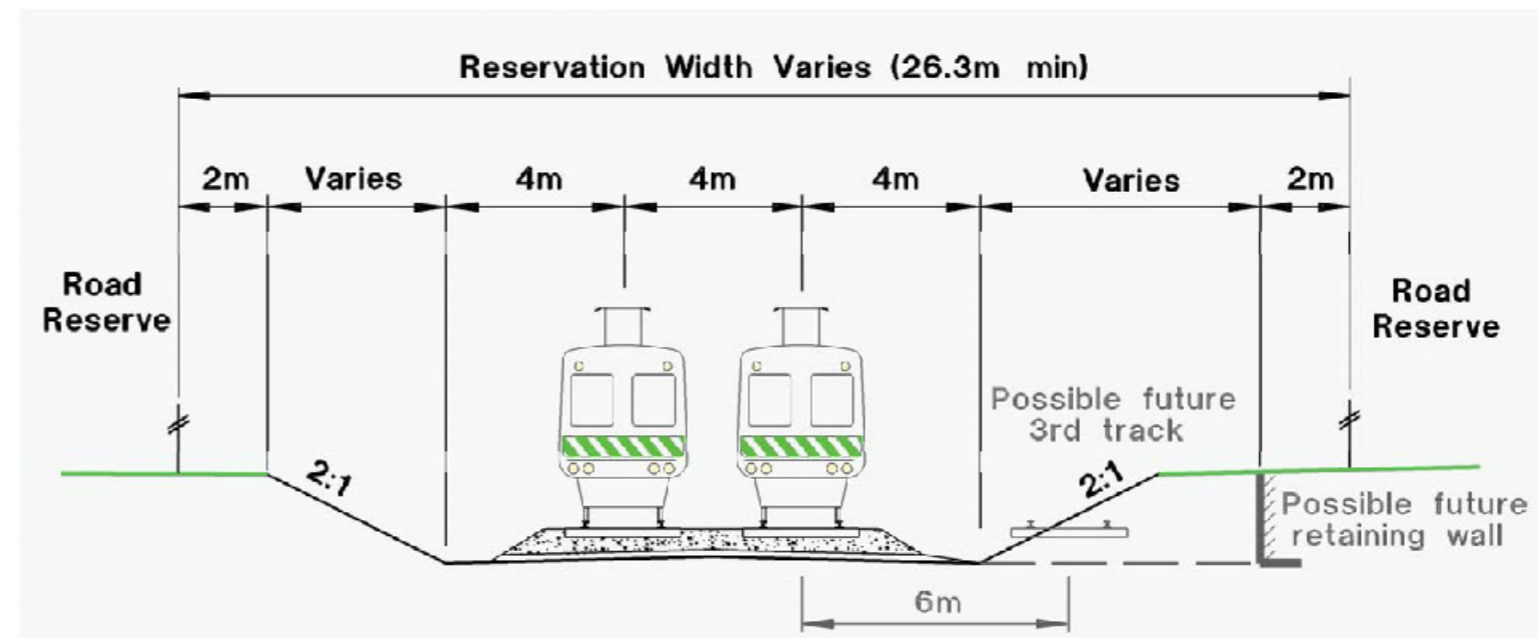 Reservation Width Varies (26.3m min)
2m Varies 4m 4m 4m Varies 2m
Road
Reserve
Road
Reserve
Possible future
3rd track
2:1
2:1
Possible future
retaining wall
6m